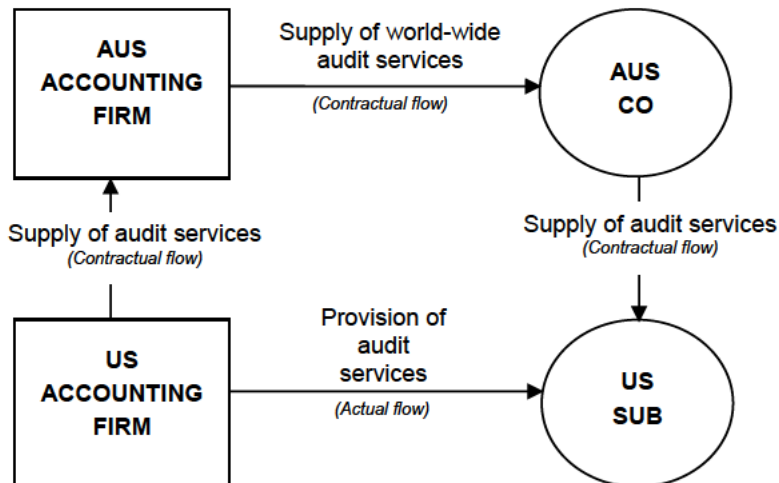 AUS
ACCOUNTING
FIRM
Supply of world-wide
audit services
(Contractual flow)
AUS
CO
Supply of audit services
(Contractual flow)
Supply of audit services
(Contractual flow)
US
ACCOUNTING
FIRM
Provision of
audit
services
(Actual flow)
US
SUB